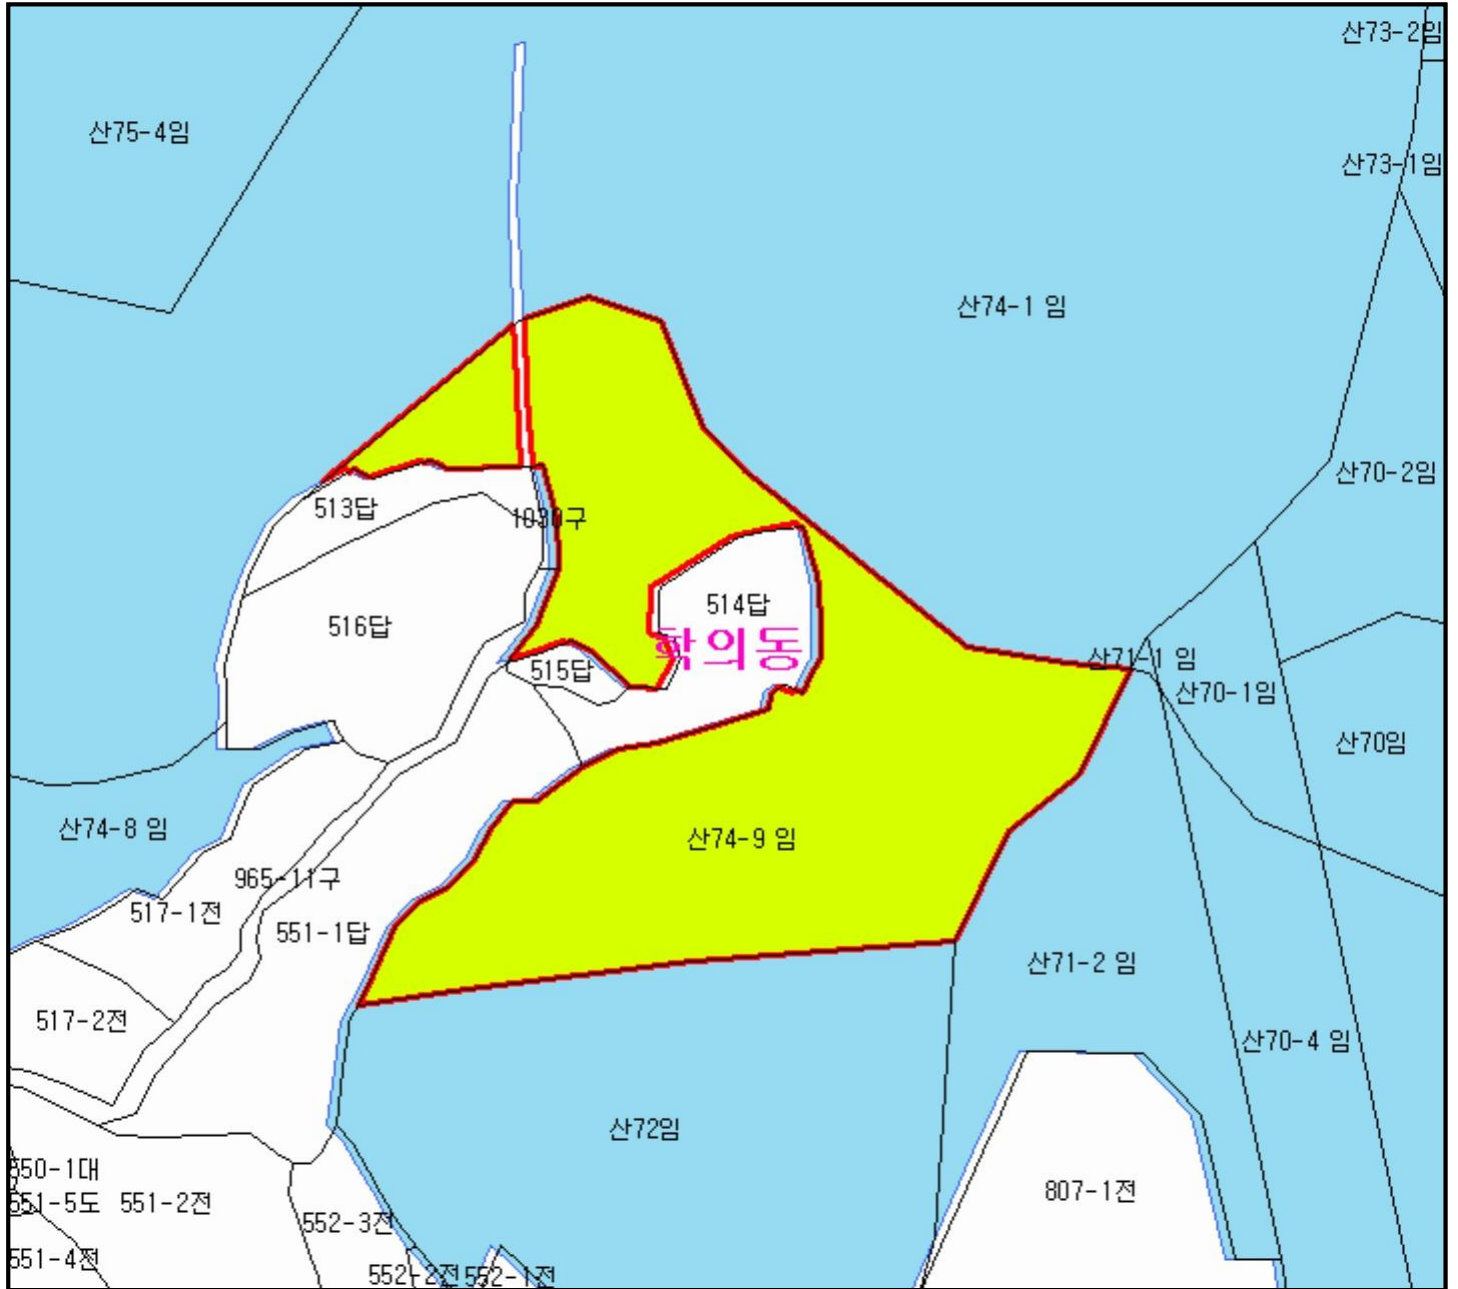 산73-2임
산75-4임
산73-1임
산74-1 임
산70-2임
513답
1030구
514답
516답
학의동
515답
산71-1 임
산70-1임
산70임
산74-8 임
산74-9 임
965-11구
517-1전
551-1답
산71-2 임
517-2전
산70-4 임
산72임
550-1대
807-1전
551-5도
551-2전
552-3전
551-4전
552-2전
552-1전